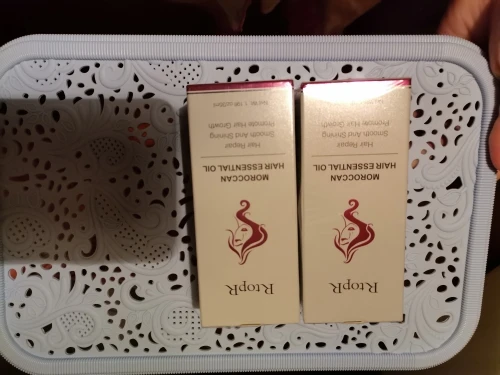 RtopR
MOROCCAN
HAIR ESSENTIAL OIL
Hair Repair
Smooth And Shining
Promote Hair Growth
RtopR
MOROCCAN
HAIR ESSENTIAL OIL
Hair Repair
Smooth And Shining
Promote Hair Growth